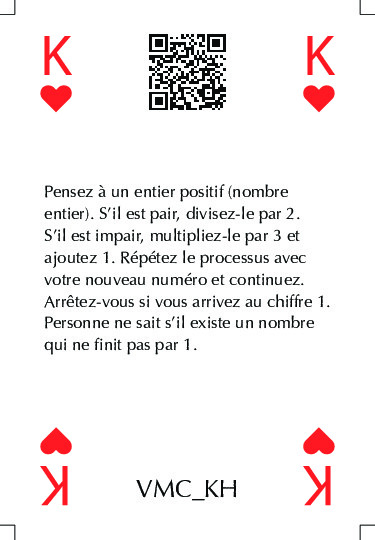 K K
Pensez à un entier positif (nombre
entier). S'il est pair, divisez-le par 2.
S'il est impair, multipliez-le par 3 et
ajoutez 1. Répétez le processus avec
votre nouveau numéro et continuez.
Arrêtez-vous si vous arrivez au chiffre 1.
Personne ne sait s'il existe un nombre
qui ne finit pas par 1.
K VMC_KH K